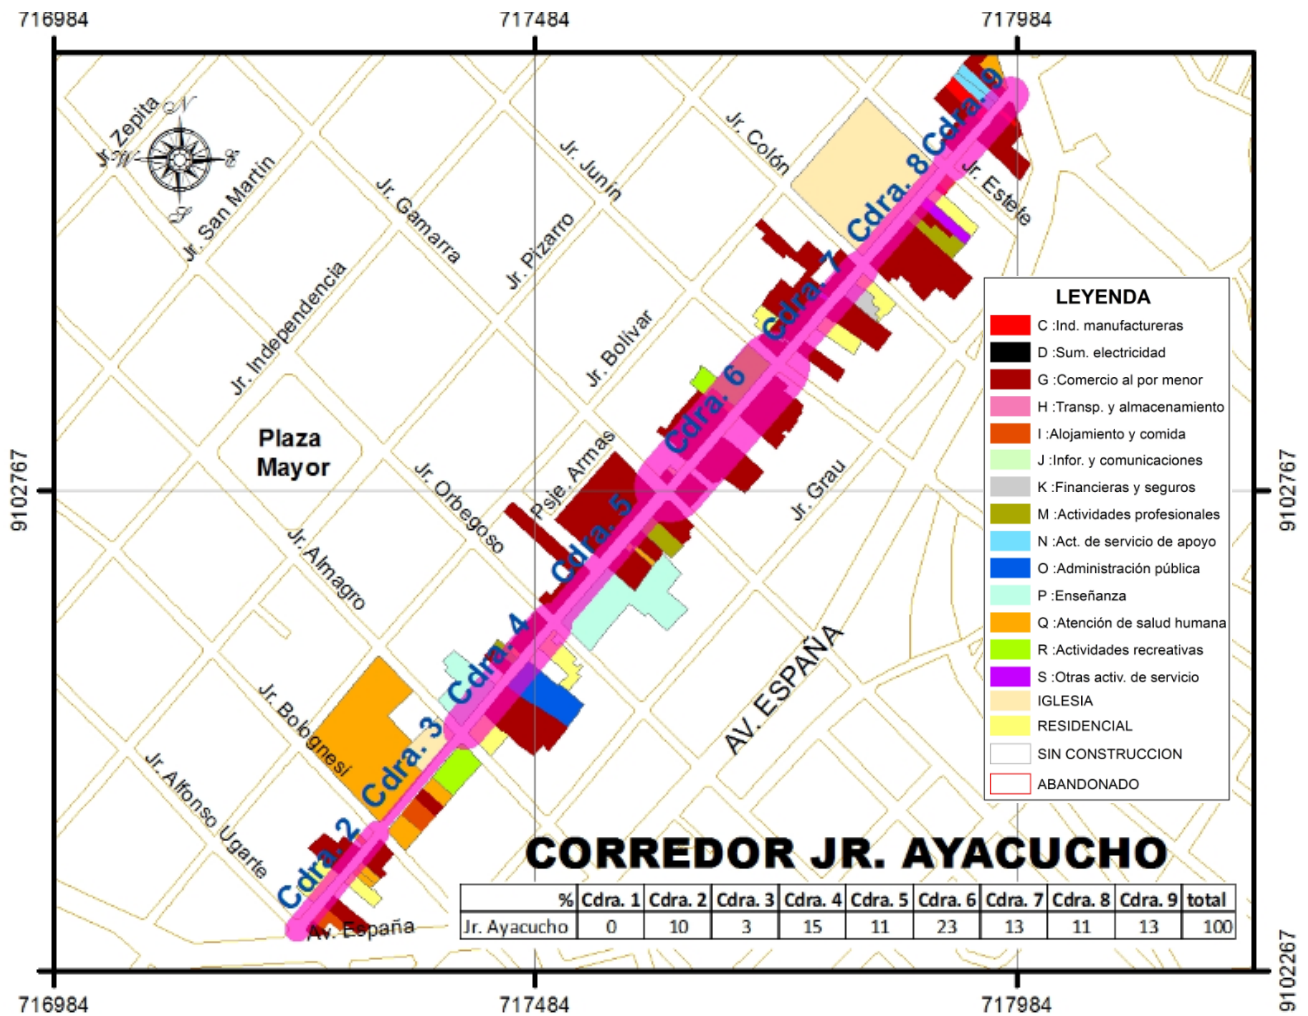 716984
717484
717984
Jr. Zepita
N
W
E
S
Jr. San Martin
Jr. Gamarra
Jr. Junín
Jr. Colón
Cdra. 9
Cdra. 8
Jr. Estete
Jr. Pizarro
Jr. Independencia
Jr. Bolívar
Cdra. 7
Cdra. 6
Plaza
Mayor
Jr. Orbegoso
Psje. Armas
Jr. Grau
Cdra. 5
9102767
9102767
Jr. Almagro
Cdra. 4
AV. ESPAÑA
Jr. Bolognesi
Cdra. 3
Jr. Alfonso Ugarte
Cdra. 2
Av. España
LEYENDA
C :Ind. manufactureras
D :Sum. electricidad
G :Comercio al por menor
H :Transp. y almacenamiento
I :Alojamiento y comida
J :Infor. y comunicaciones
K :Financieras y seguros
M :Actividades profesionales
N :Act. de servicio de apoyo
O :Administración pública
P :Enseñanza
Q :Atención de salud humana
R :Actividades recreativas
S :Otras activ. de servicio
IGLESIA
RESIDENCIAL
SIN CONSTRUCCION
ABANDONADO
CORREDOR JR. AYACUCHO
% Cdra. 1 Cdra. 2 Cdra. 3 Cdra. 4 Cdra. 5 Cdra. 6 Cdra. 7 Cdra. 8 Cdra. 9 total
Jr. Ayacucho 0 10 3 15 11 23 13 11 13 100
9102267
716984
717484
717984